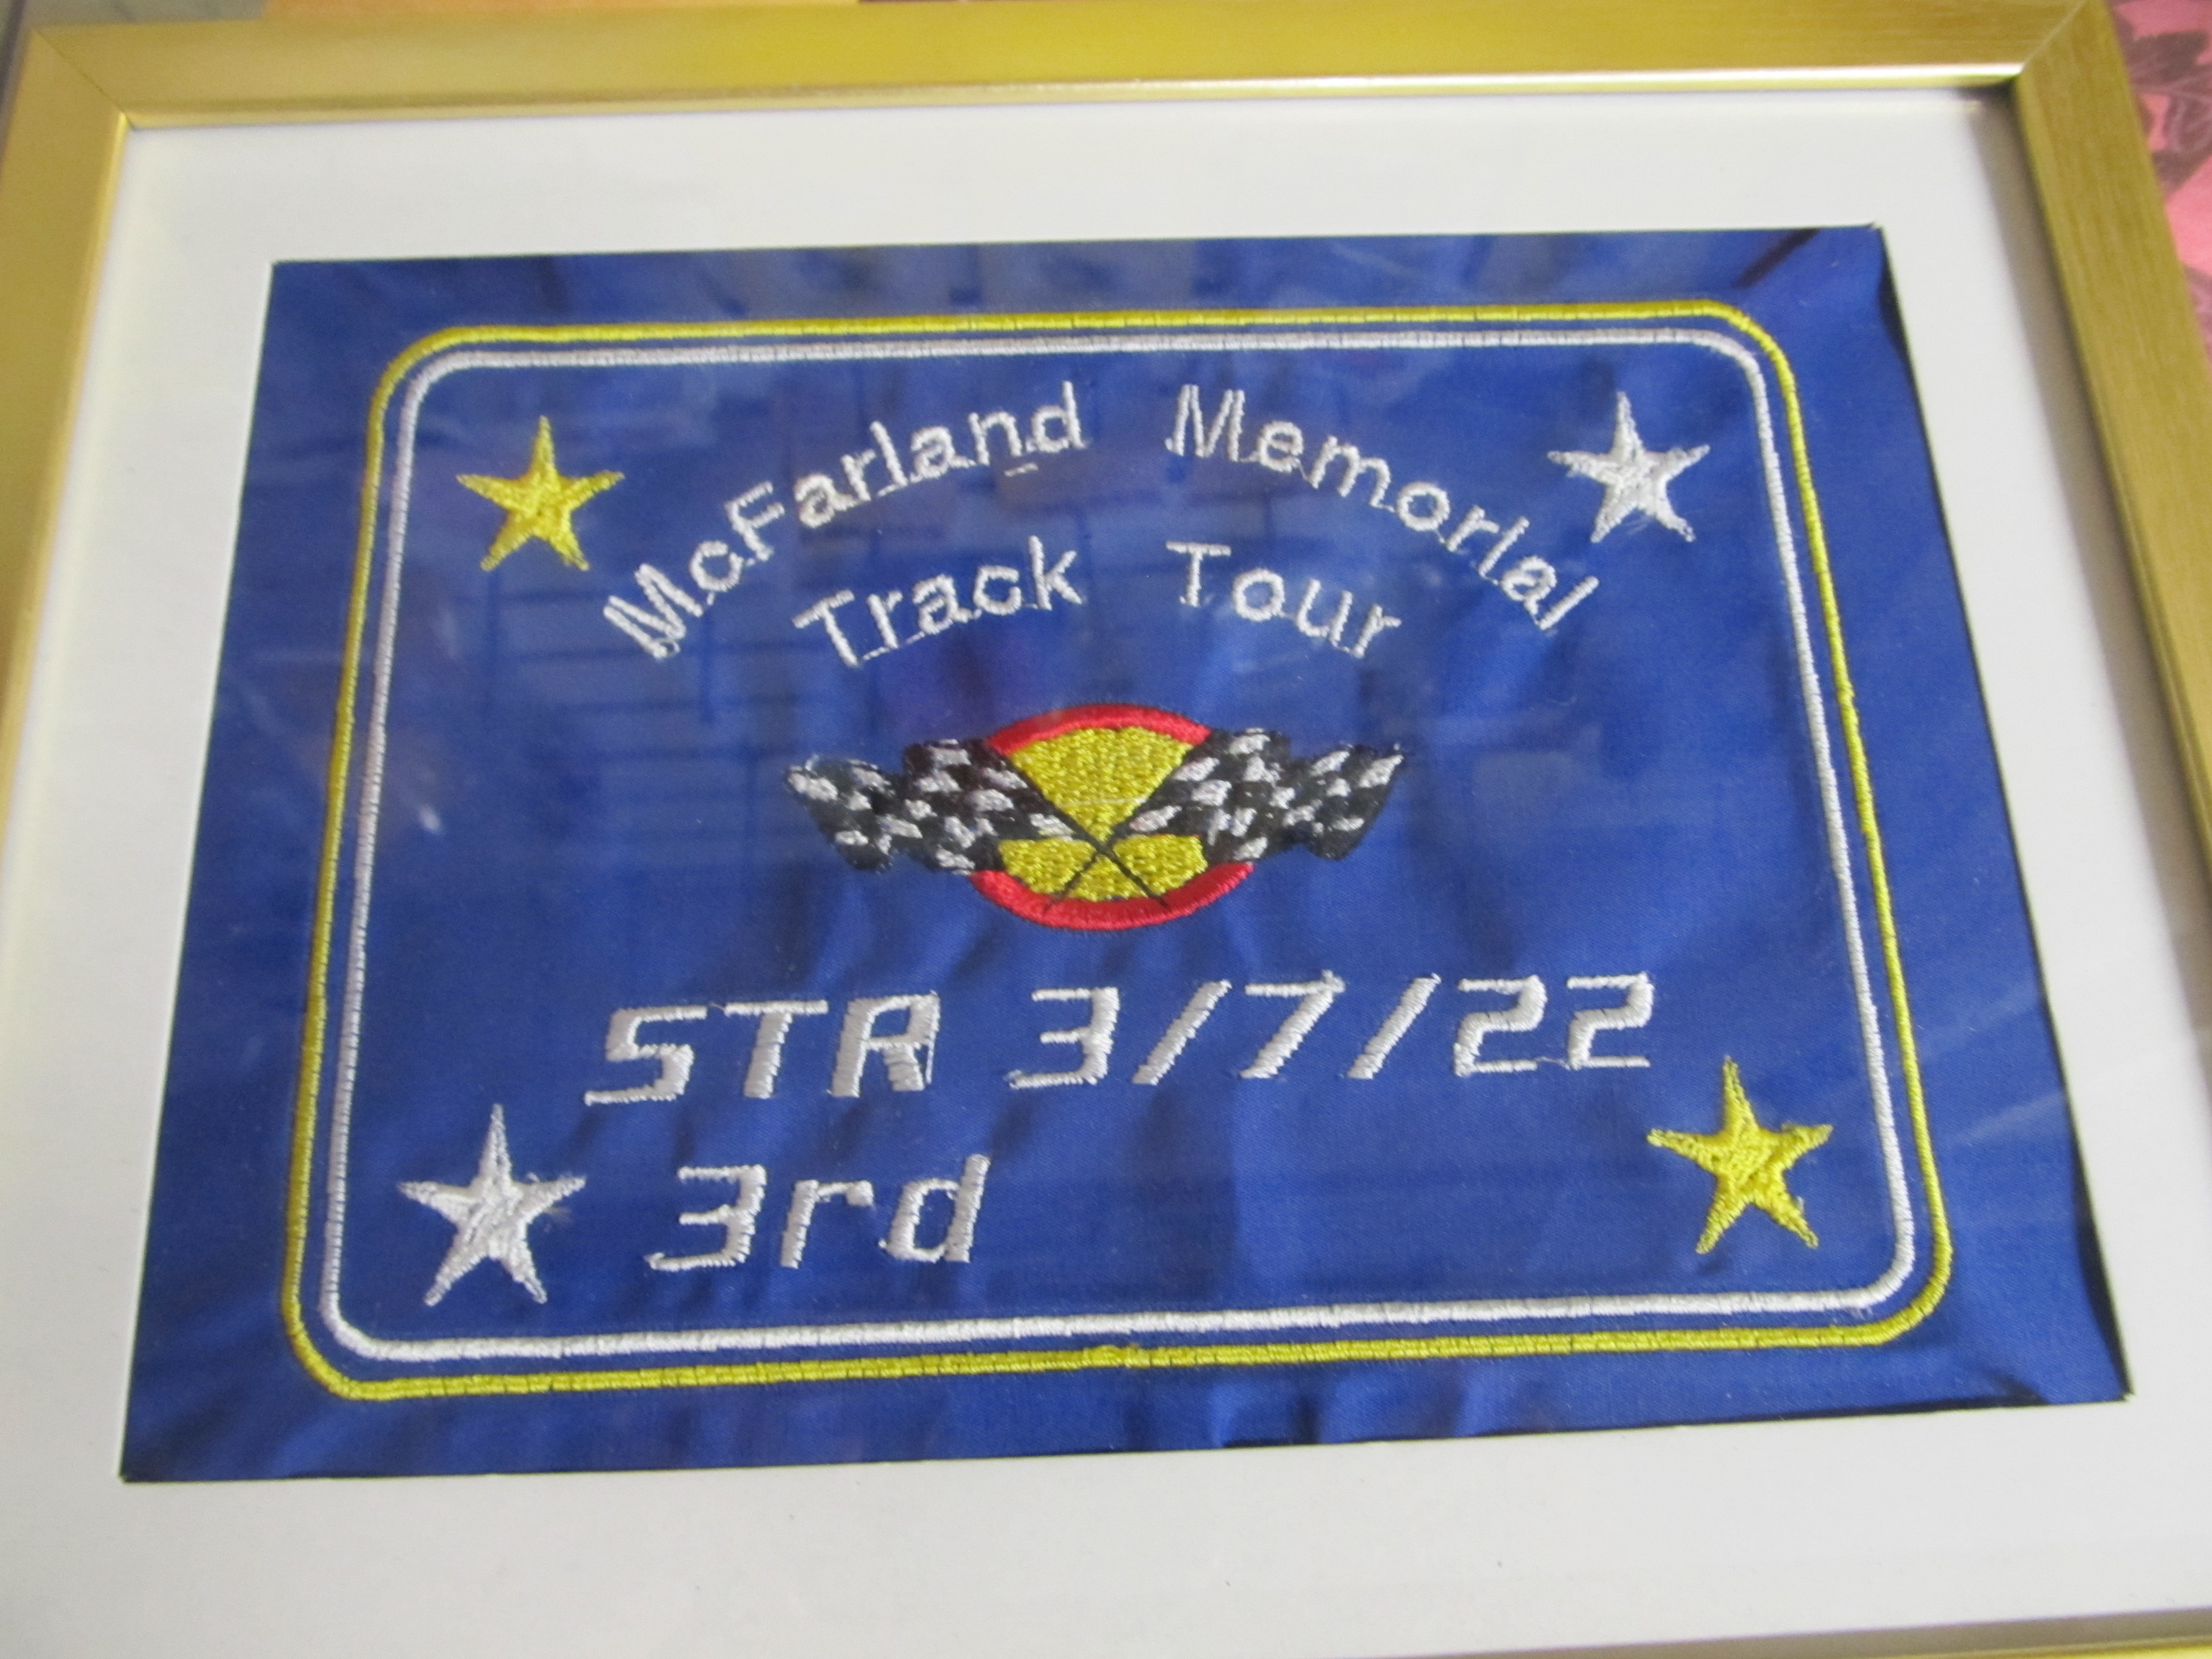 McFarland Memorial
Track Tour
STR 3/7/22
3rd